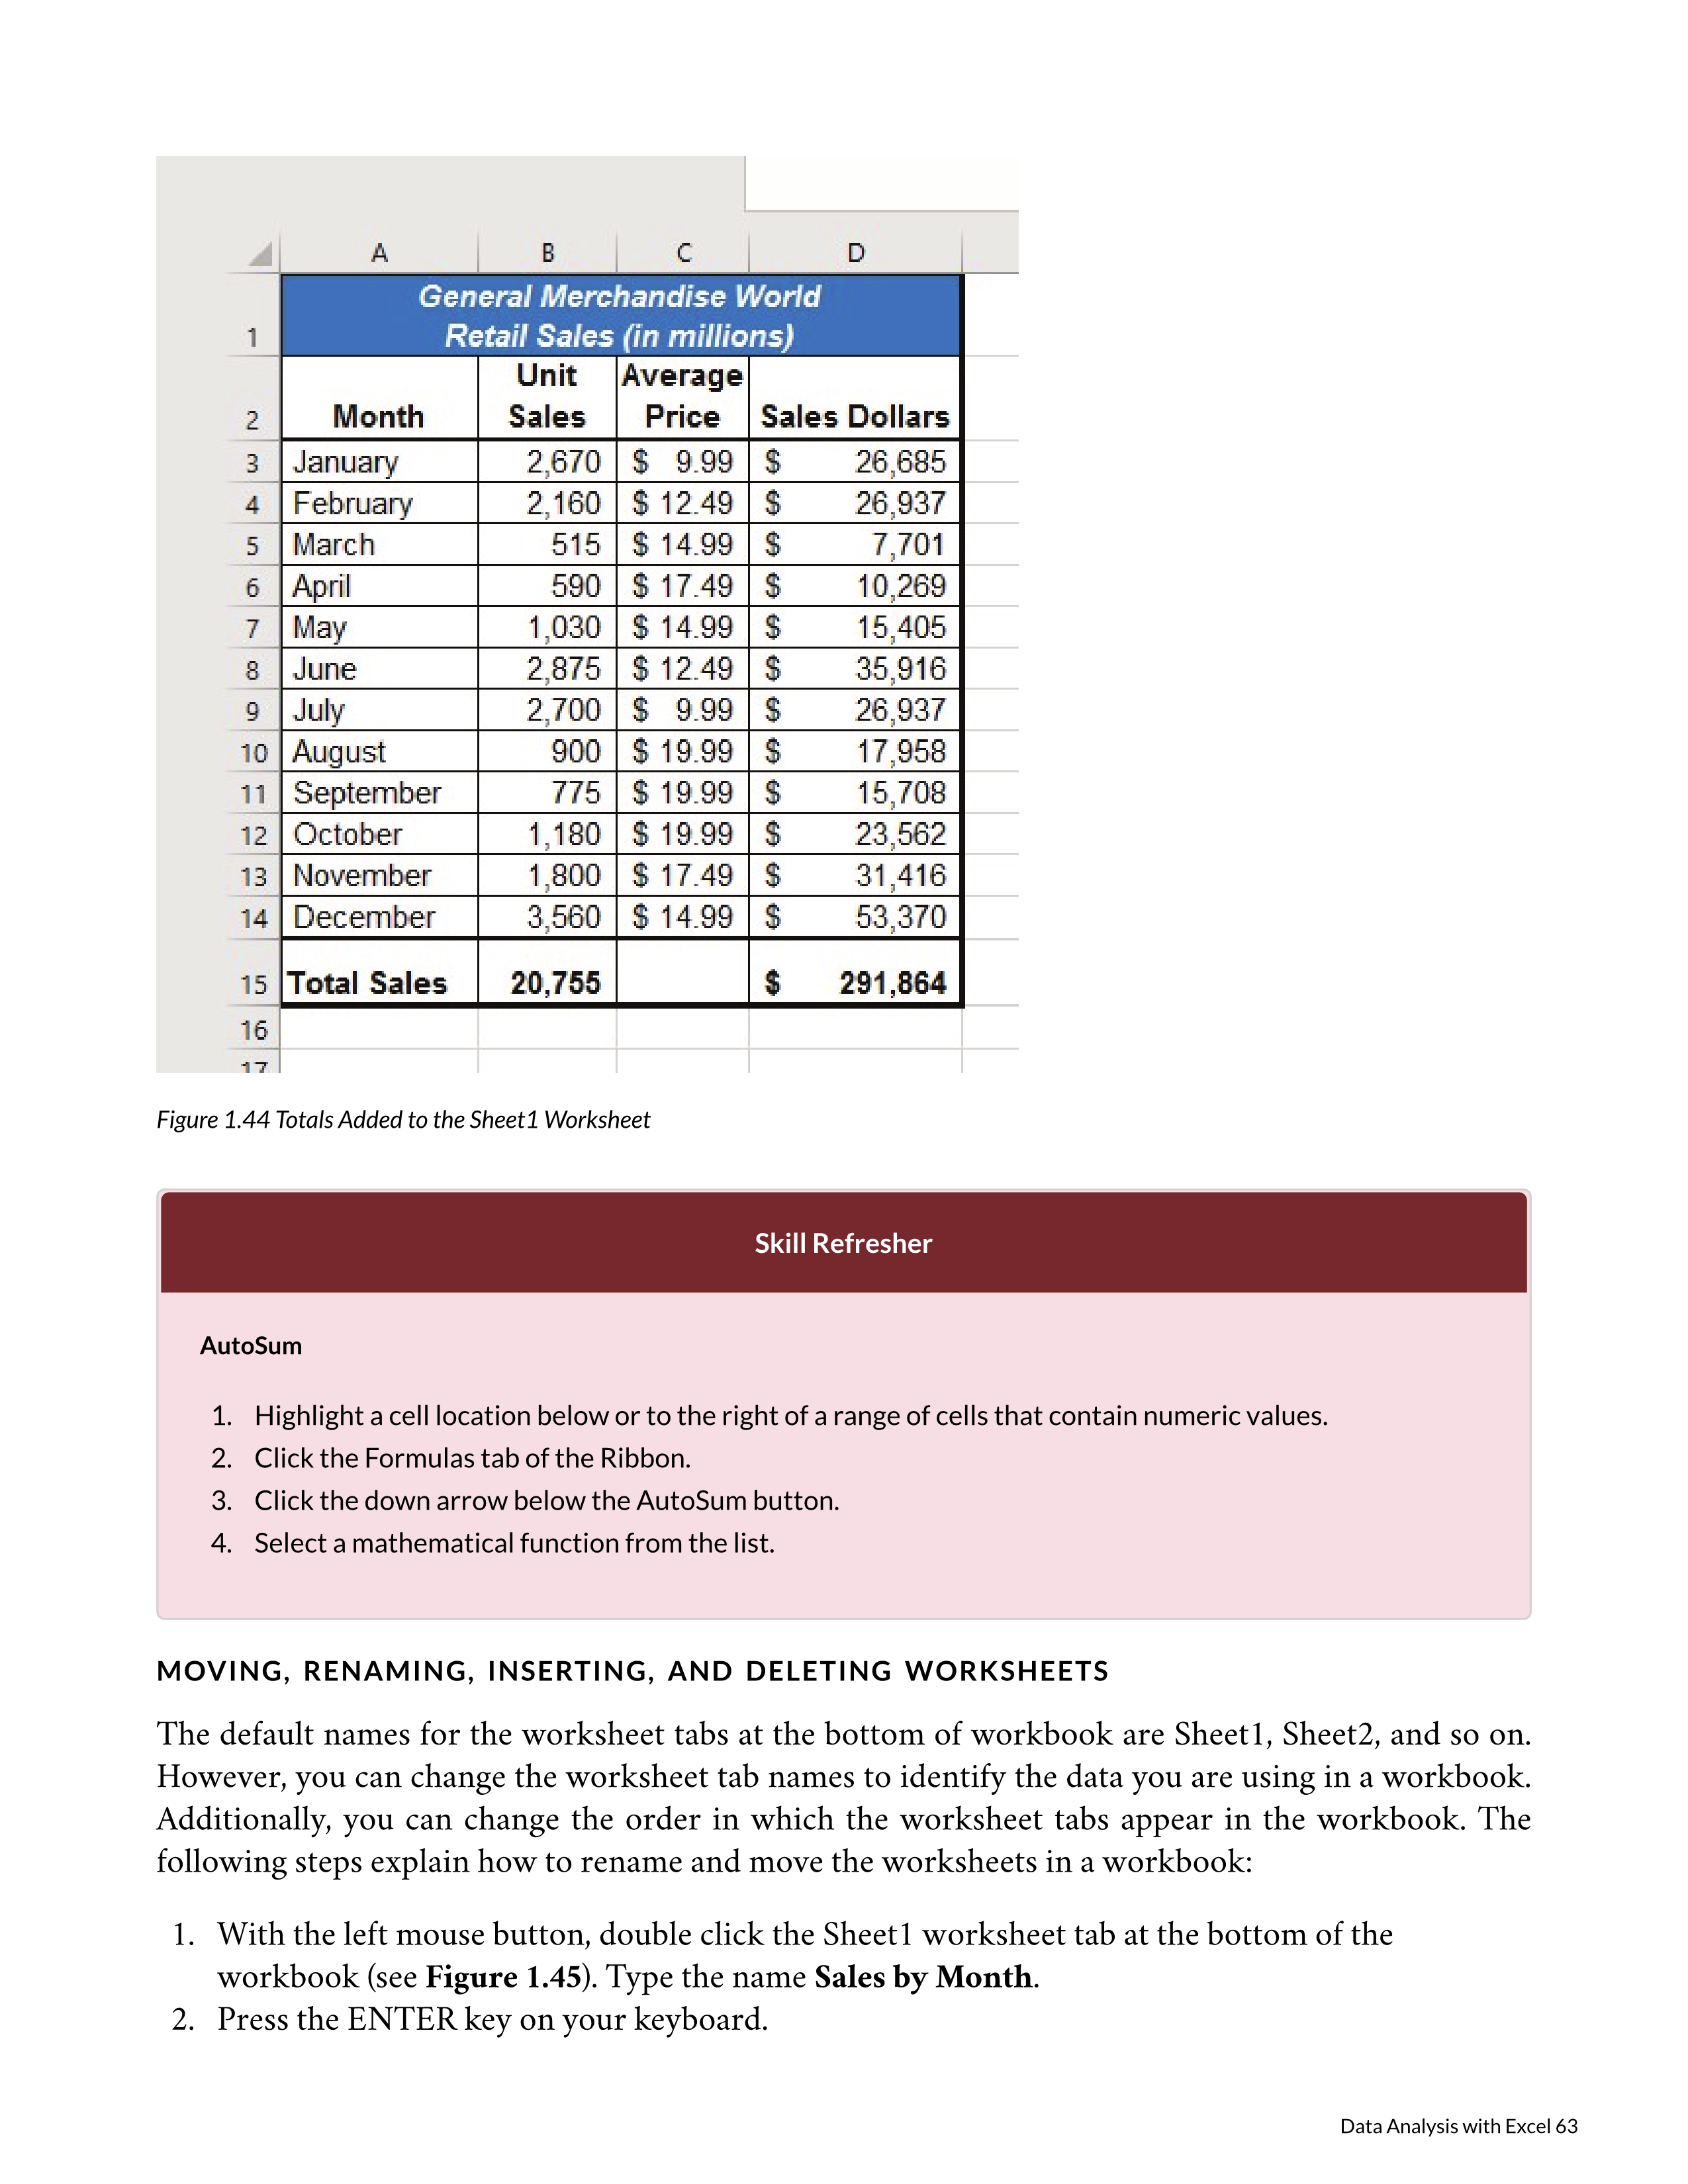 A B C D
1 General Merchandise World
Retail Sales (in millions)
2 Month Unit Sales Average Price Sales Dollars
3 January 2,670 $ 9.99 $ 26,685
4 February 2,160 $ 12.49 $ 26,937
5 March 515 $ 14.99 $ 7,701
6 April 590 $ 17.49 $ 10,269
7 May 1,030 $ 14.99 $ 15,405
8 June 2,875 $ 12.49 $ 35,916
9 July 2,700 $ 9.99 $ 26,937
10 August 900 $ 19.99 $ 17,958
11 September 775 $ 19.99 $ 15,708
12 October 1,180 $ 19.99 $ 23,562
13 November 1,800 $ 17.49 $ 31,416
14 December 3,560 $ 14.99 $ 53,370
15 Total Sales 20,755 $ 291,864
16
17
Figure 1.44 Totals Added to the Sheet1 Worksheet
Skill Refresher
AutoSum
1. Highlight a cell location below or to the right of a range of cells that contain numeric values.
2. Click the Formulas tab of the Ribbon.
3. Click the down arrow below the AutoSum button.
4. Select a mathematical function from the list.
MOVING, RENAMING, INSERTING, AND DELETING WORKSHEETS
The default names for the worksheet tabs at the bottom of workbook are Sheet1, Sheet2, and so on.
However, you can change the worksheet tab names to identify the data you are using in a workbook.
Additionally, you can change the order in which the worksheet tabs appear in the workbook. The
following steps explain how to rename and move the worksheets in a workbook:
1. With the left mouse button, double click the Sheet1 worksheet tab at the bottom of the
workbook (see Figure 1.45). Type the name Sales by Month.
2. Press the ENTER key on your keyboard.
Data Analysis with Excel 63